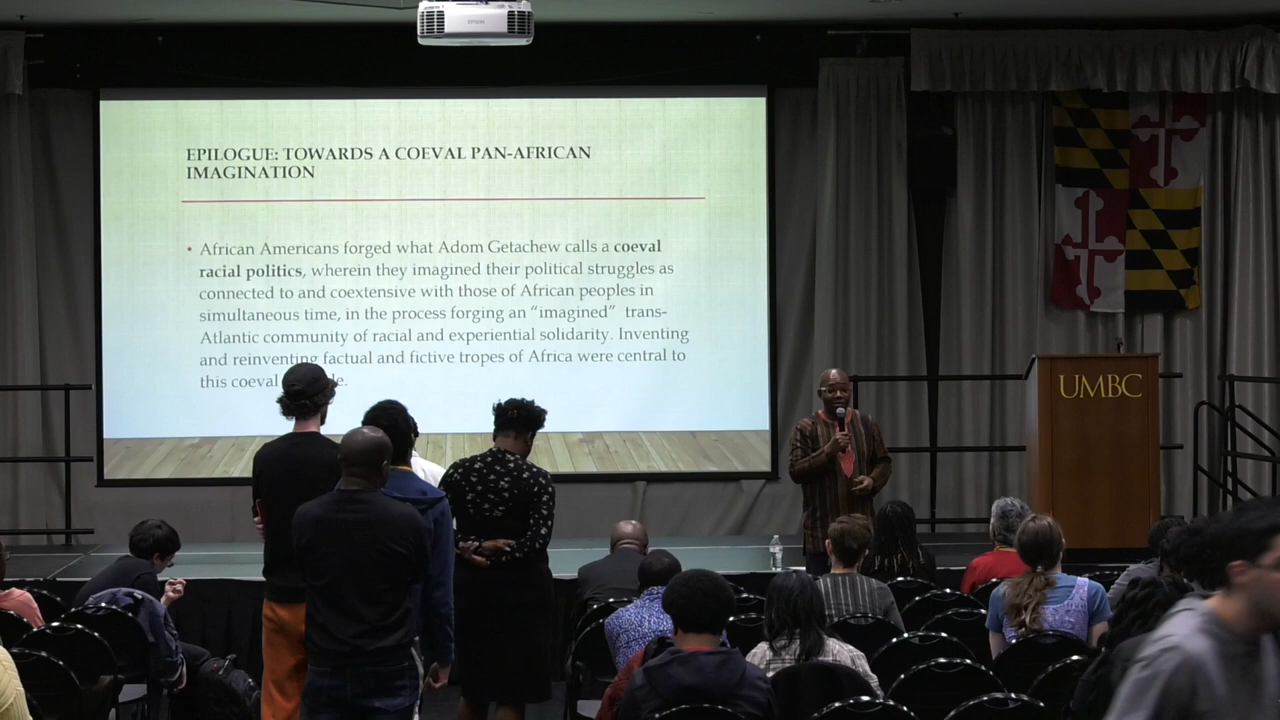 EPSON
EPILOGUE: TOWARDS A COEVAL PAN-AFRICAN
IMAGINATION
• African Americans forged what Adom Getachew calls a coeval
racial politics, wherein they imagined their political struggles as
connected to and coextensive with those of African peoples in
simultaneous time, in the process forging an “imagined” trans-
Atlantic community of racial and experiential solidarity. Inventing
and reinventing factual and fictive tropes of Africa were central to
this coeval
UMBC